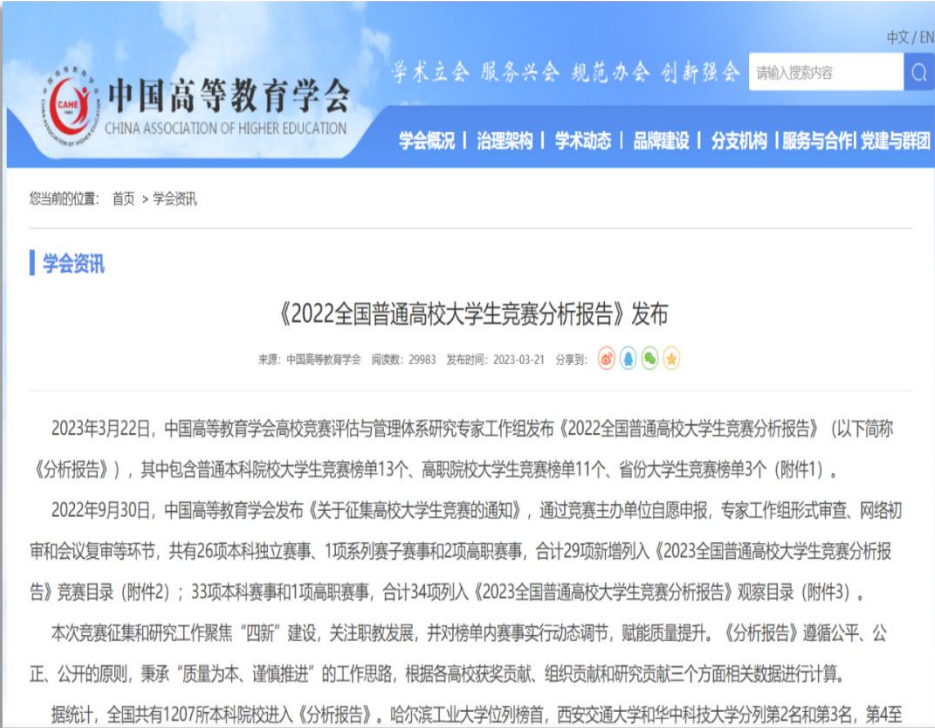 中文 / EN
学术立会 服务兴会 规范办会 创新强会
请输入搜索内容
CAHE
中国高等教育学会
CHINA ASSOCIATION OF HIGHER EDUCATION
学会概况 | 治理架构 | 学术动态 | 品牌建设 | 分支机构 | 服务与合作 | 党建与群团
您当前的位置： 首页 > 学会资讯
学会资讯
《2022全国普通高校大学生竞赛分析报告》发布
来源：中国高等教育学会 阅读数：29983 发布时间：2023-03-21 分享到：
2023年3月22日，中国高等教育学会高校竞赛评估与管理体系研究专家工作组发布《2022全国普通高校大学生竞赛分析报告》（以下简称
《分析报告》），其中包含普通本科院校大学生竞赛榜单13个、高职院校大学生竞赛榜单11个、省份大学生竞赛榜单3个（附件1）。
2022年9月30日，中国高等教育学会发布《关于征集高校大学生竞赛的通知》，通过竞赛主办单位自愿申报，专家工作组形式审查、网络初
审和会议复审等环节，共有26项本科独立赛事、1项系列赛子赛事和2项高职赛事，合计29项新增列入《2023全国普通高校大学生竞赛分析报
告》竞赛目录（附件2）；33项本科赛事和1项高职赛事，合计34项列入《2023全国普通高校大学生竞赛分析报告》观察目录（附件3）。
本次竞赛征集和研究工作聚焦“四新”建设，关注职教发展，并对榜单内赛事实行动态调节，赋能质量提升。《分析报告》遵循公平、公
正、公开的原则，秉承“质量为本、谨慎推进”的工作思路，根据各高校获奖贡献、组织贡献和研究贡献三个方面相关数据进行计算。
据统计，全国共有1207所本科院校进入《分析报告》。哈尔滨工业大学位列榜首，西安交通大学和华中科技大学分列第2名和第3名，第4至